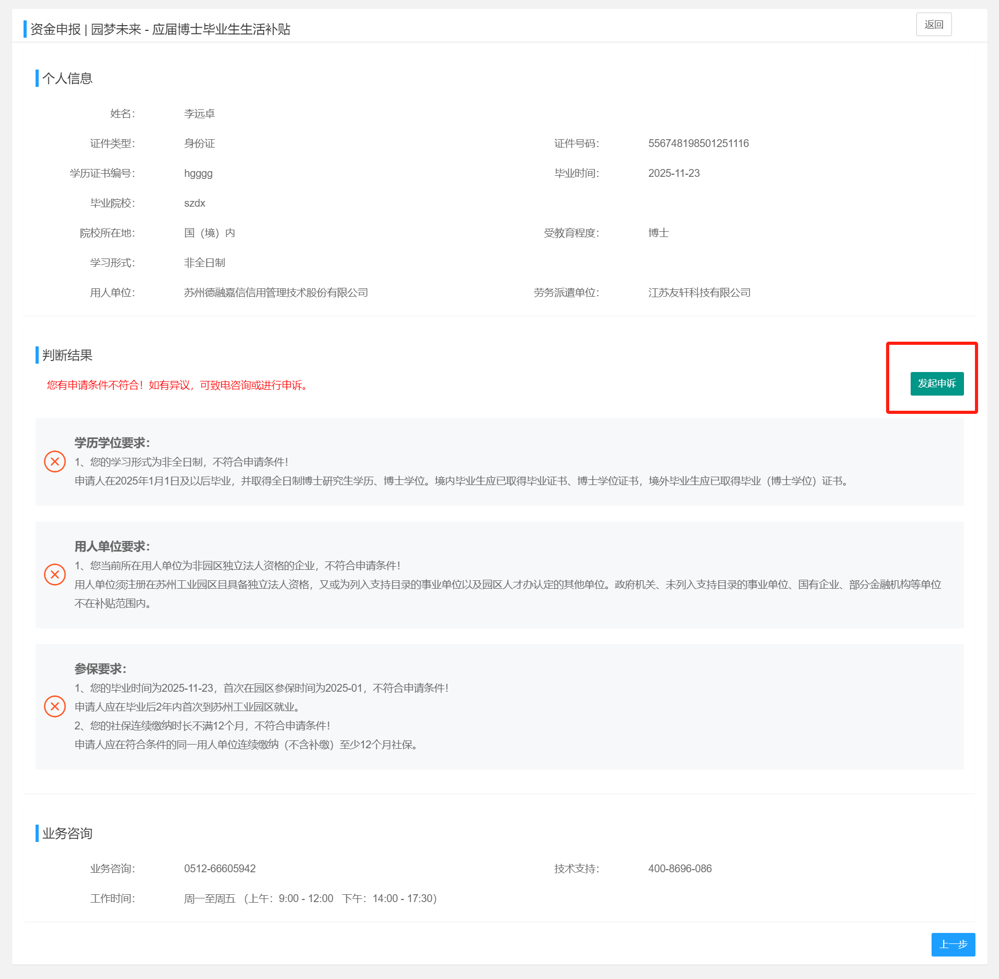 资金申报 | 园梦未来 - 应届博士毕业生生活补贴
返回
个人信息
姓名：
李远卓
证件类型：
身份证
证件号码：
556748198501251116
学历证书编号：
hgggg
毕业时间：
2025-11-23
毕业院校：
szdx
院校所在地：
国（境）内
受教育程度：
博士
学习形式：
非全日制
用人单位：
苏州德融嘉信信用管理技术股份有限公司
劳务派遣单位：
江苏友轩科技有限公司
判断结果
您有申请条件不符合！如有异议，可致电咨询或进行申诉。
发起申诉
学历学位要求：
1、您的学习形式为非全日制，不符合申请条件！
申请人在2025年1月1日及以后毕业，并取得全日制博士研究生学历、博士学位。境内毕业生应已取得毕业证书、博士学位证书，境外毕业生应已取得毕业（博士学位）证书。
用人单位要求：
1、您当前所在用人单位为非园区独立法人资格的企业，不符合申请条件！
用人单位须注册在苏州工业园区且具备独立法人资格，又或为列入支持目录的事业单位以及园区人才办认定的其他单位。政府机关、未列入支持目录的事业单位、国有企业、部分金融机构等单位
不在补贴范围内。
参保要求：
1、您的毕业时间为2025-11-23，首次在园区参保时间为2025-01，不符合申请条件！
申请人应在毕业后2年内首次到苏州工业园区就业。
2、您的社保连续缴纳时长不满12个月，不符合申请条件！
申请人应在符合条件的同一用人单位连续缴纳（不含补缴）至少12个月社保。
业务咨询
业务咨询：
0512-66605942
技术支持：
400-8696-086
工作时间：
周一至周五 （上午：9:00 - 12:00 下午：14:00 - 17:30）
上一步